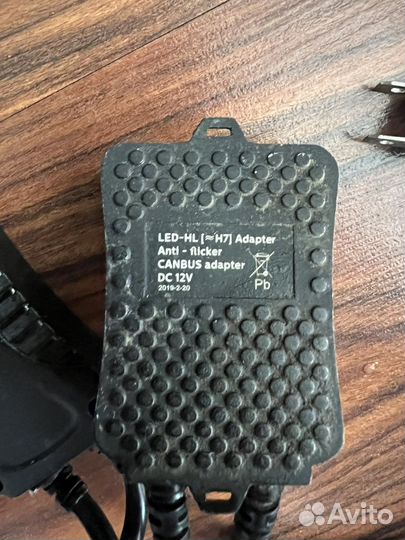 LED-HL [≈H7] Adapter
Anti - flicker
CANBUS adapter
DC 12V
2019-2-20
Pb
Avito